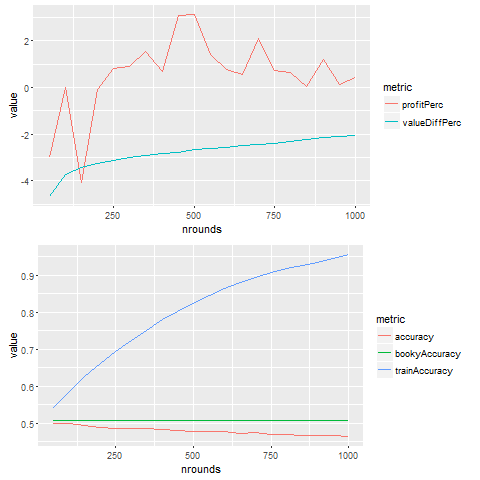 2
0
-2
-4
value
250
500
750
1000
nrounds
metric
profitPerc
valueDiffPerc
0.9
0.8
0.7
0.6
0.5
value
250
500
750
1000
nrounds
metric
accuracy
bookyAccuracy
trainAccuracy